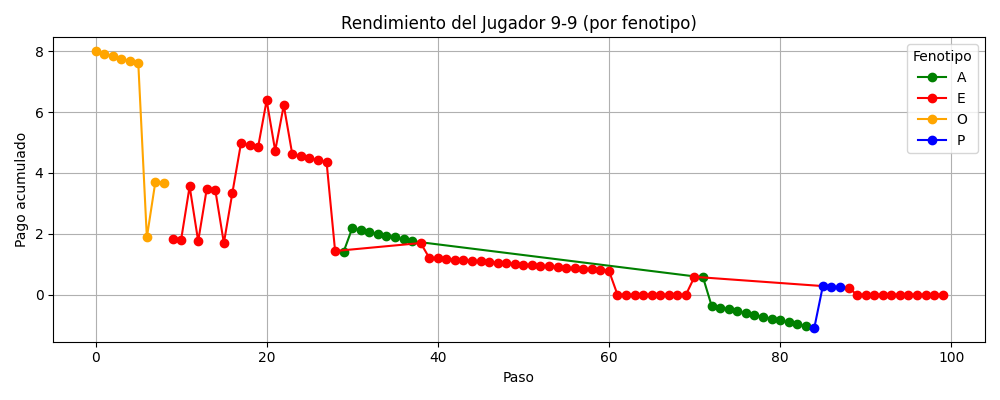 Rendimiento del Jugador 9-9 (por fenotipo)
Pago acumulado
8
6
4
2
0
0
20
40
60
80
100
Paso
Fenotipo
A
E
O
P